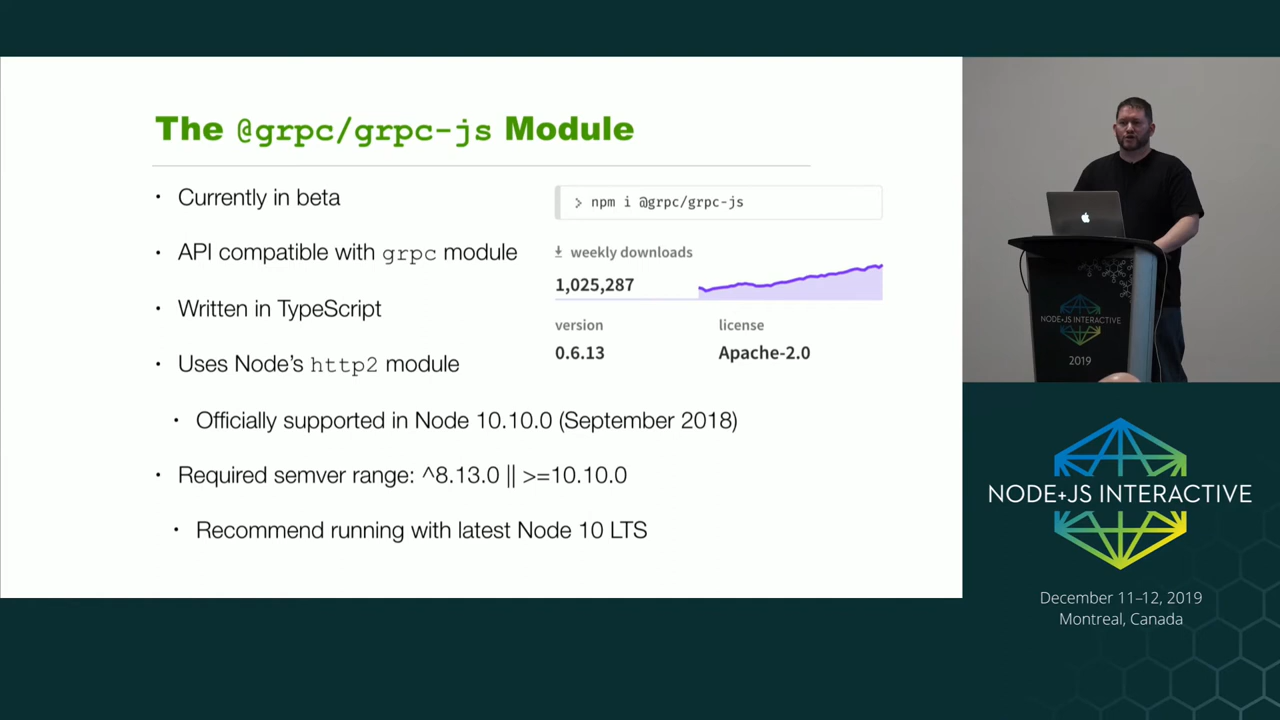 The @grpc/grpc-js Module
• Currently in beta
• API compatible with grpc module
• Written in TypeScript
• Uses Node's http2 module
• Officially supported in Node 10.10.0 (September 2018)
• Required semver range: ^8.13.0 || >=10.10.0
• Recommend running with latest Node 10 LTS
> npm i @grpc/grpc-js
weekly downloads
1,025,287
version
license
0.6.13
Apache-2.0
NODE+JS INTERACTIVE
2019
NODE+JS INTERACTIVE
December 11–12, 2019
Montreal, Canada